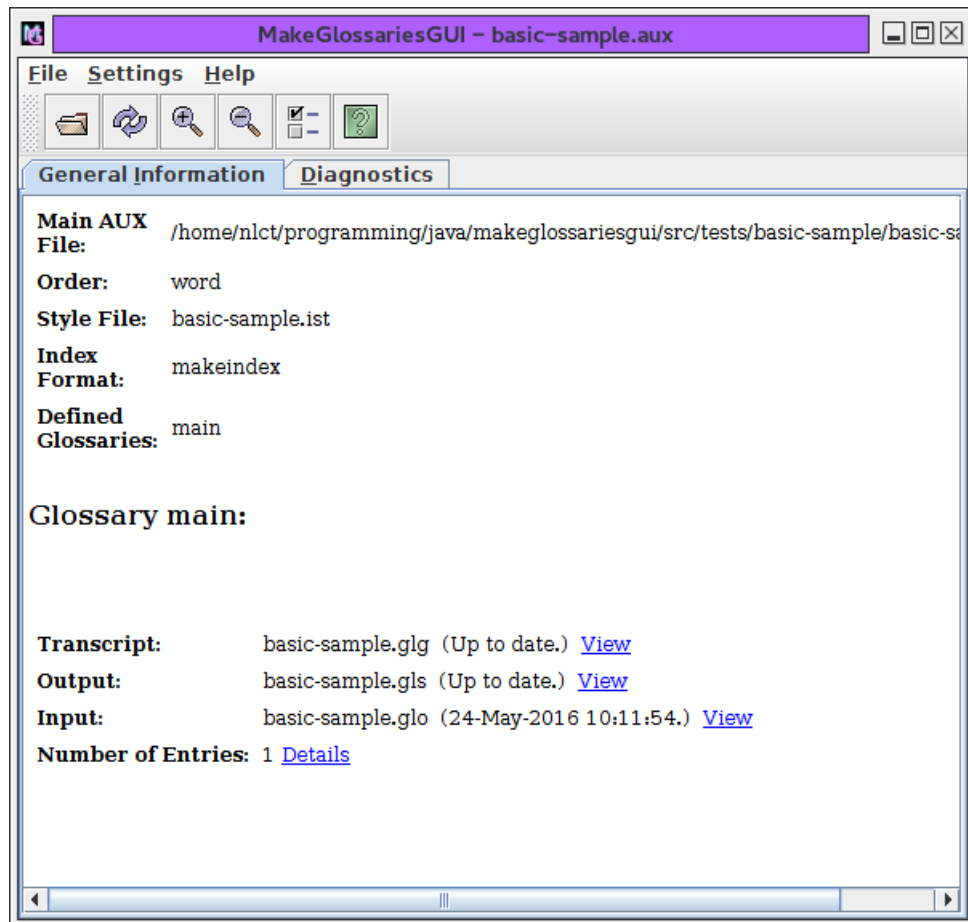 MakeGlossariesGUI – basic-sample.aux
File Settings Help
General Information Diagnostics
Main AUX
File: /home/nlct/programming/java/makeglossariesgui/src/tests/basic-sample/basic-sa
Order: word
Style File: basic-sample.ist
Index
Format: makeindex
Defined
Glossaries: main
Glossary main:
Transcript: basic-sample.glg (Up to date.) View
Output: basic-sample.gls (Up to date.) View
Input: basic-sample.glo (24-May-2016 10:11:54.) View
Number of Entries: 1 Details